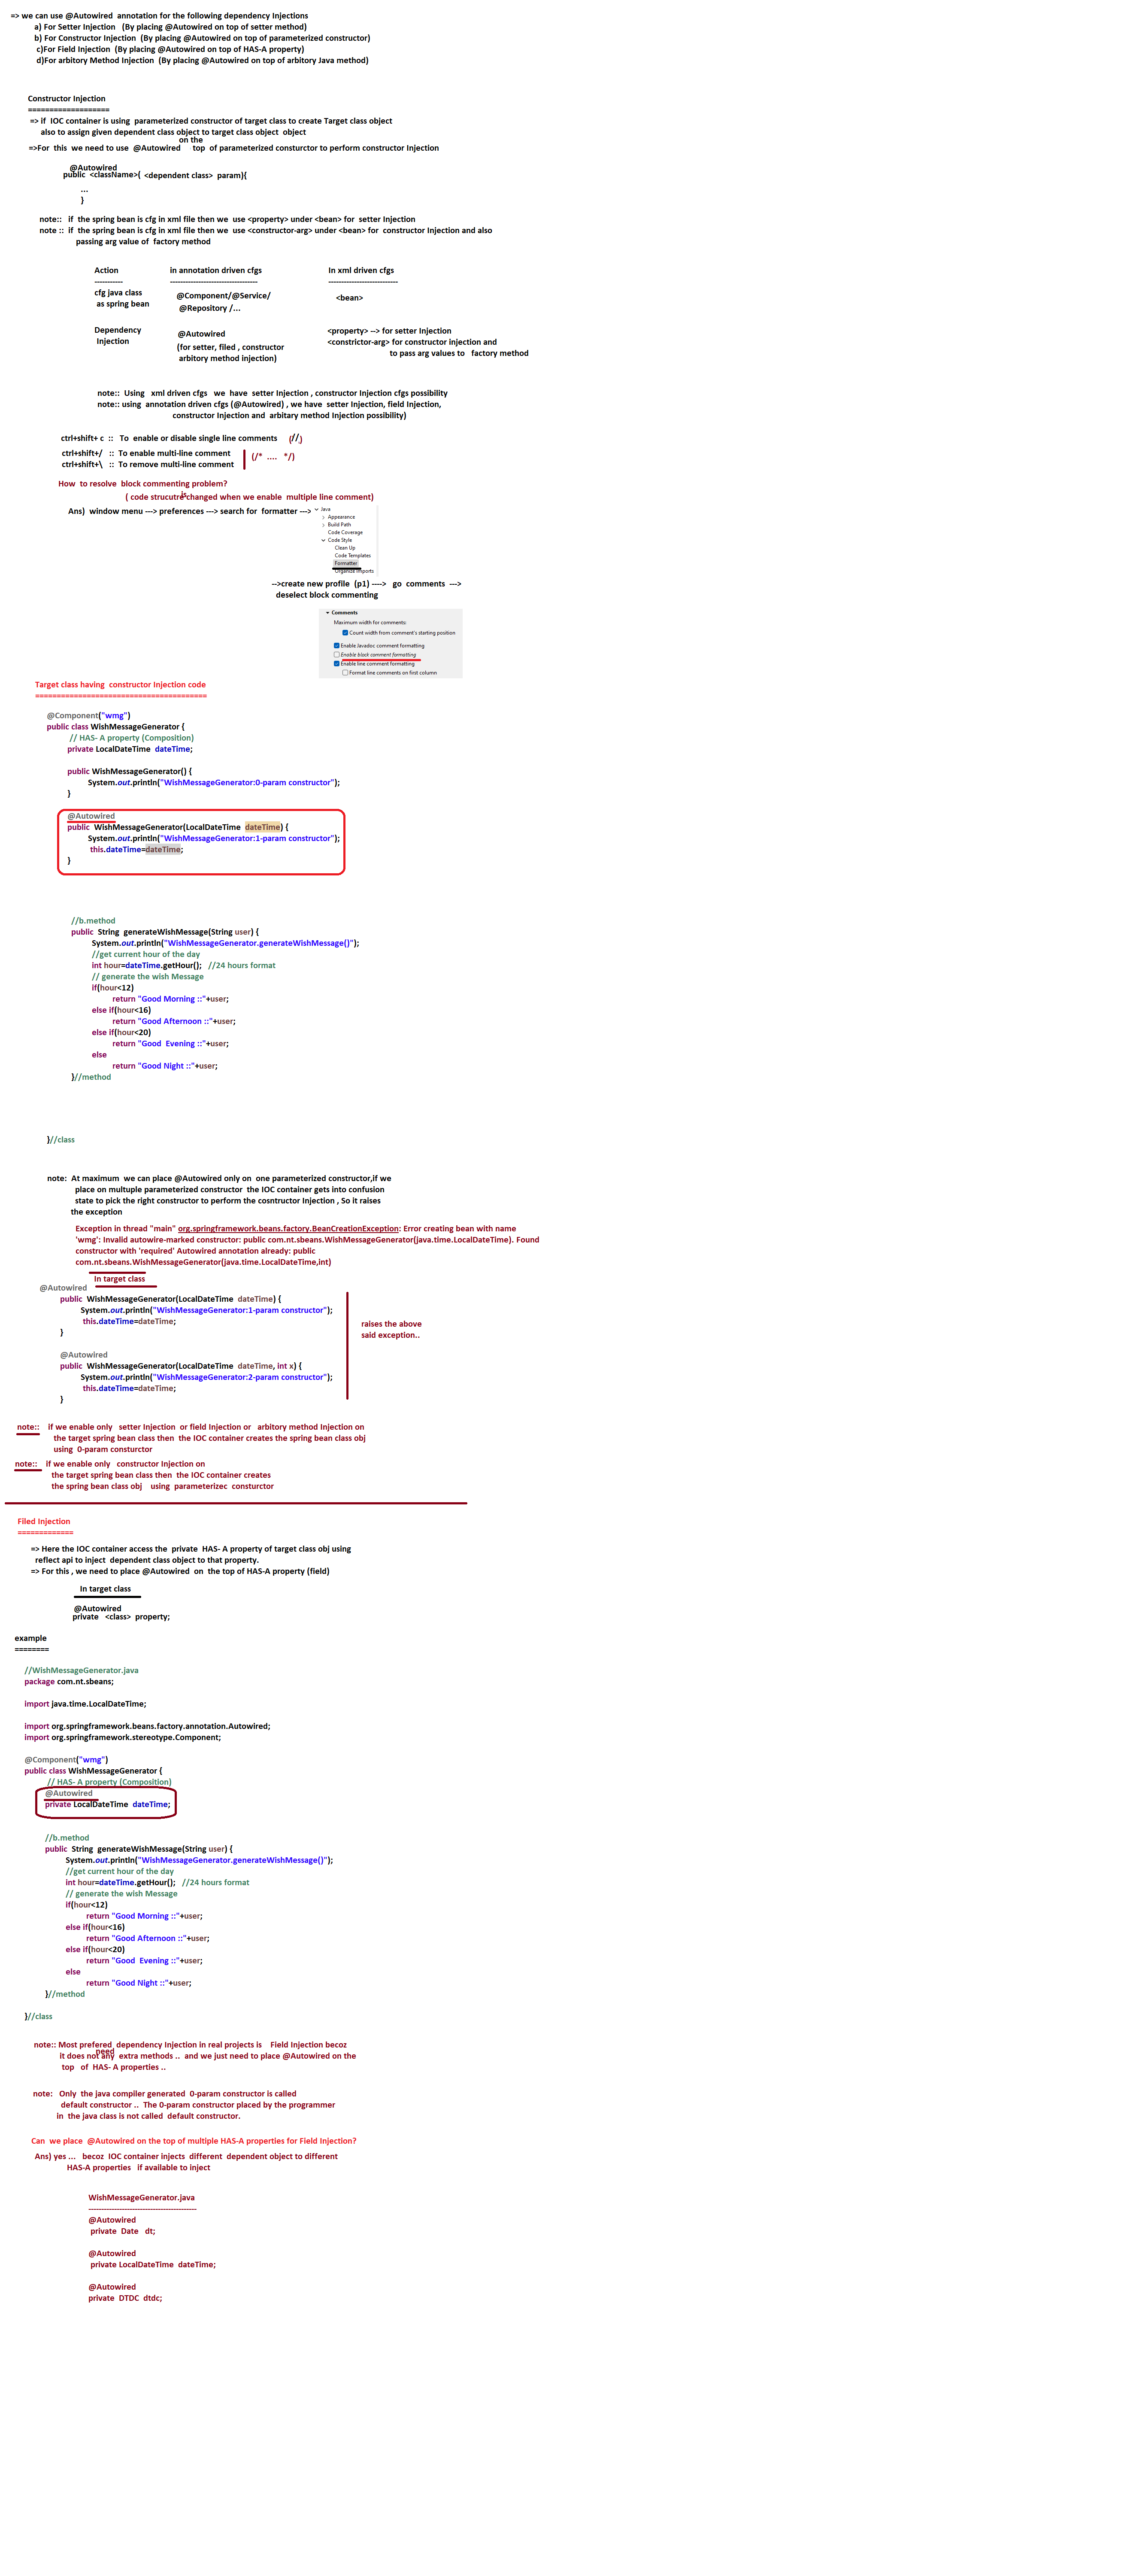 => we can use @Autowired annotation for the following dependency Injections
a) For Setter Injection (By placing @Autowired on top of setter method)
b) For Constructor Injection (By placing @Autowired on top of parameterized constructor)
c)For Field Injection (By placing @Autowired on top of HAS-A property)
d)For arbitory Method Injection (By placing @Autowired on top of arbitory Java method)
Constructor Injection
===================
=> if IOC container is using parameterized constructor of target class to create Target class object
also to assign given dependent class object to target class object object
on the
=>For this we need to use @Autowired top of parameterized consturctor to perform constructor Injection
@Autowired
public <className>( <dependent class> param){
...
}
note:: if the spring bean is cfg in xml file then we use <property> under <bean> for setter Injection
note :: if the spring bean is cfg in xml file then we use <constructor-arg> under <bean> for constructor Injection and also
passing arg value of factory method
Action in annotation driven cfgs In xml driven cfgs
----------- ---------------------------------- ---------------------------
cfg java class @Component/@Service/ <bean>
as spring bean @Repository /...
Dependency @Autowired <property> --> for setter Injection
Injection (for setter, filed , constructor <constrictor-arg> for constructor injection and
arbitory method injection) to pass arg values to factory method
note:: Using xml driven cfgs we have setter Injection , constructor Injection cfgs possibility
note:: using annotation driven cfgs (@Autowired) , we have setter Injection, field Injection,
constructor Injection and arbitary method Injection possibility)
ctrl+shift+ c :: To enable or disable single line comments (//,)
ctrl+shift+/ :: To enable multi-line comment
ctrl+shift+\ :: To remove multi-line comment (/* .... */)
How to resolve block commenting problem?
is
( code strucutre changed when we enable multiple line comment)
Ans) window menu ---> preferences ---> search for formatter --->
Java
Appearance
Build Path
Code Coverage
Code Style
Clean Up
Code Templates
Formatter
Organize Imports
-->create new profile (p1) ----> go comments --->
deselect block commenting
Comments
Maximum width for comments:
Count width from comment's starting position
Enable Javadoc comment formatting
Enable block comment formatting
Enable line comment formatting
Format line comments on first column
Target class having constructor Injection code
========================================
@Component("wmg")
public class WishMessageGenerator {
// HAS- A property (Composition)
private LocalDateTime dateTime;
public WishMessageGenerator() {
System.out.println("WishMessageGenerator:0-param constructor");
}
@Autowired
public WishMessageGenerator(LocalDateTime dateTime) {
System.out.println("WishMessageGenerator:1-param constructor");
this.dateTime=dateTime;
}
//b.method
public String generateWishMessage(String user) {
System.out.println("WishMessageGenerator.generateWishMessage()");
//get current hour of the day
int hour=dateTime.getHour(); //24 hours format
// generate the wish Message
if(hour<12)
return "Good Morning ::"+user;
else if(hour<16)
return "Good Afternoon ::"+user;
else if(hour<20)
return "Good Evening ::"+user;
else
return "Good Night ::"+user;
}//method
}//class
note: At maximum we can place @Autowired only on one parameterized constructor,if we
place on multuple parameterized constructor the IOC container gets into confusion
state to pick the right constructor to perform the cosntructor Injection , So it raises
the exception
Exception in thread "main" org.springframework.beans.factory.BeanCreationException: Error creating bean with name
'wmg': Invalid autowire-marked constructor: public com.nt.sbeans.WishMessageGenerator(java.time.LocalDateTime). Found
constructor with 'required' Autowired annotation already: public
com.nt.sbeans.WishMessageGenerator(java.time.LocalDateTime,int)
In target class
@Autowired
public WishMessageGenerator(LocalDateTime dateTime) {
System.out.println("WishMessageGenerator:1-param constructor");
this.dateTime=dateTime;
}
raises the above
said exception..
@Autowired
public WishMessageGenerator(LocalDateTime dateTime, int x) {
System.out.println("WishMessageGenerator:2-param constructor");
this.dateTime=dateTime;
}
note:: if we enable only setter Injection or field Injection or arbitory method Injection on
the target spring bean class then the IOC container creates the spring bean class obj
using 0-param consturctor
note:: if we enable only constructor Injection on
the target spring bean class then the IOC container creates
the spring bean class obj using parameterizec consturctor
Filed Injection
=============
=> Here the IOC container access the private HAS- A property of target class obj using
reflect api to inject dependent class object to that property.
=> For this , we need to place @Autowired on the top of HAS-A property (field)
In target class
@Autowired
private <class> property;
example
========
//WishMessageGenerator.java
package com.nt.sbeans;
import java.time.LocalDateTime;
import org.springframework.beans.factory.annotation.Autowired;
import org.springframework.stereotype.Component;
@Component("wmg")
public class WishMessageGenerator {
// HAS- A property (Composition)
@Autowired
private LocalDateTime dateTime;
//b.method
public String generateWishMessage(String user) {
System.out.println("WishMessageGenerator.generateWishMessage()");
//get current hour of the day
int hour=dateTime.getHour(); //24 hours format
// generate the wish Message
if(hour<12)
return "Good Morning ::"+user;
else if(hour<16)
return "Good Afternoon ::"+user;
else if(hour<20)
return "Good Evening ::"+user;
else
return "Good Night ::"+user;
}//method
}//class
note:: Most prefered dependency Injection in real projects is Field Injection becoz
need
it does not any extra methods .. and we just need to place @Autowired on the
top of HAS- A properties ..
note: Only the java compiler generated 0-param constructor is called
default constructor .. The 0-param constructor placed by the programmer
in the java class is not called default constructor.
Can we place @Autowired on the top of multiple HAS-A properties for Field Injection?
Ans) yes ... becoz IOC container injects different dependent object to different
HAS-A properties if available to inject
WishMessageGenerator.java
------------------------------------------
@Autowired
private Date dt;
@Autowired
private LocalDateTime dateTime;
@Autowired
private DTDC dtdc;